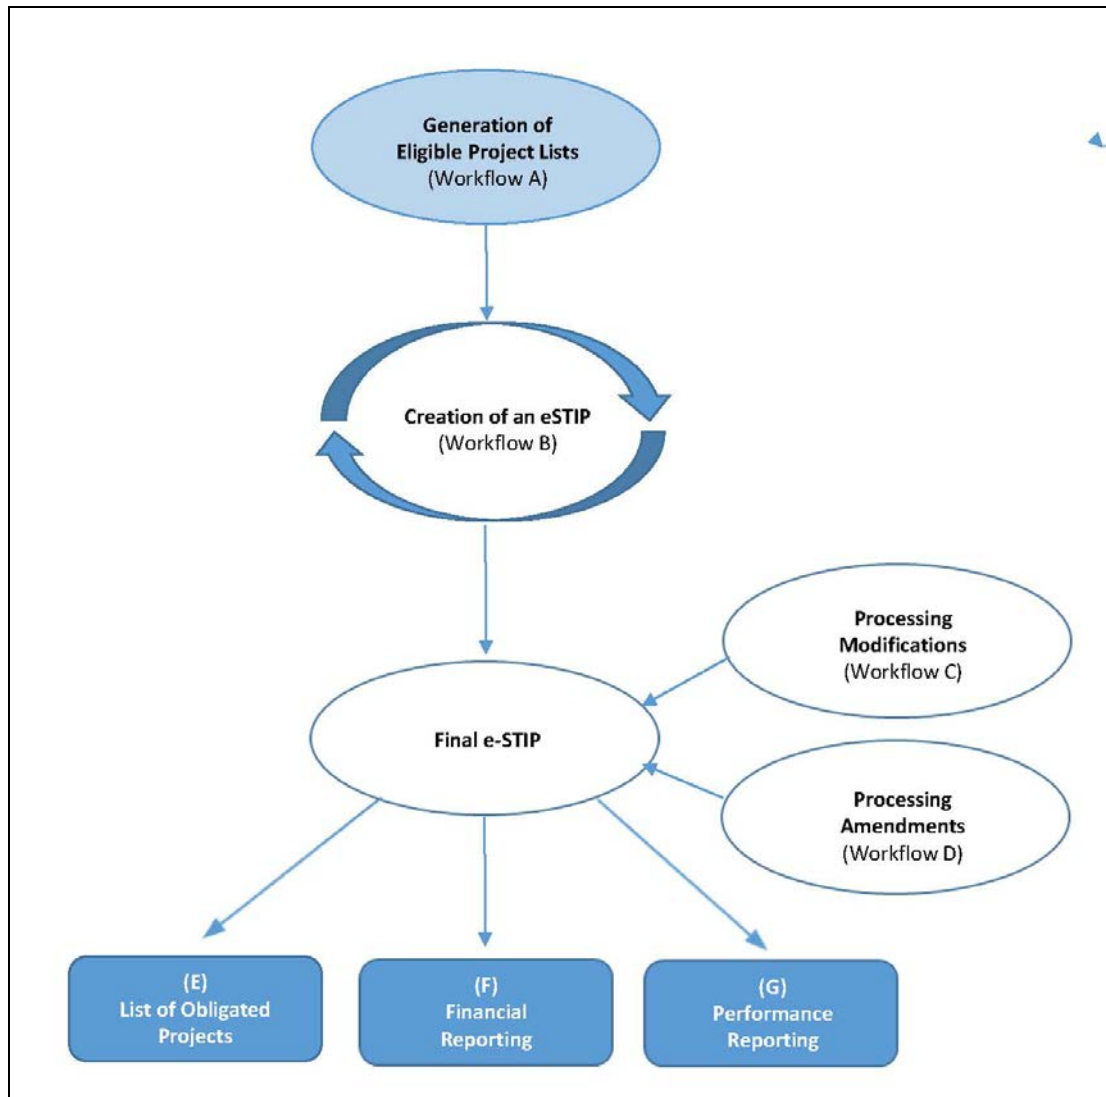 Generation of
Eligible Project Lists
(Workflow A)
Creation of an eSTIP
(Workflow B)
Processing
Modifications
(Workflow C)
Final e-STIP
Processing
Amendments
(Workflow D)
(E)
List of Obligated
Projects
(F)
Financial
Reporting
(G)
Performance
Reporting